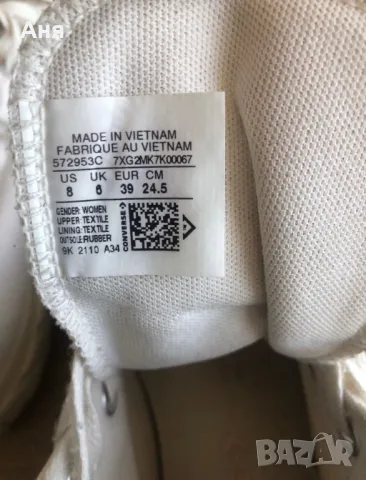 Аня
MADE IN VIETNAM
FABRIQUE AU VIETNAM
572953C 7XG2MK7K00067
US UK EUR CM
8 6 39 24.5
GENDER: WOMEN
UPPER: TEXTILE
LINING: TEXTILE
OUTSOLE: RUBBER
9K 2110 A34
CONVERSE
BAZAR
bg